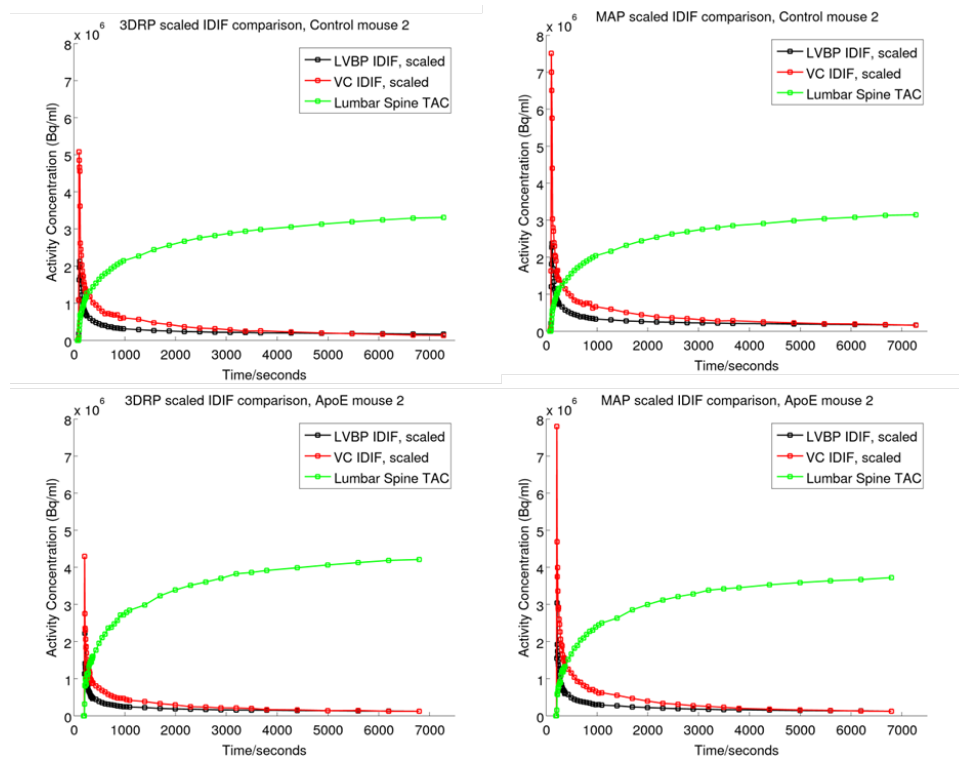 3DRP scaled IDIF comparison, Control mouse 2
x 10 6
8
7
6
5
4
3
2
1
0
Activity Concentration (Bq/ml)
LVBP IDIF, scaled
VC IDIF, scaled
Lumbar Spine TAC
0 1000 2000 3000 4000 5000 6000 7000
Time/seconds
MAP scaled IDIF comparison, Control mouse 2
x 10 6
8
7
6
5
4
3
2
1
0
Activity Concentration (Bq/ml)
LVBP IDIF, scaled
VC IDIF, scaled
Lumbar Spine TAC
0 1000 2000 3000 4000 5000 6000 7000
Time/seconds
3DRP scaled IDIF comparison, ApoE mouse 2
x 10 6
8
7
6
5
4
3
2
1
0
Activity Concentration (Bq/ml)
LVBP IDIF, scaled
VC IDIF, scaled
Lumbar Spine TAC
0 1000 2000 3000 4000 5000 6000 7000
Time/seconds
MAP scaled IDIF comparison, ApoE mouse 2
x 10 6
8
7
6
5
4
3
2
1
0
Activity Concentration (Bq/ml)
LVBP IDIF, scaled
VC IDIF, scaled
Lumbar Spine TAC
0 1000 2000 3000 4000 5000 6000 7000
Time/seconds